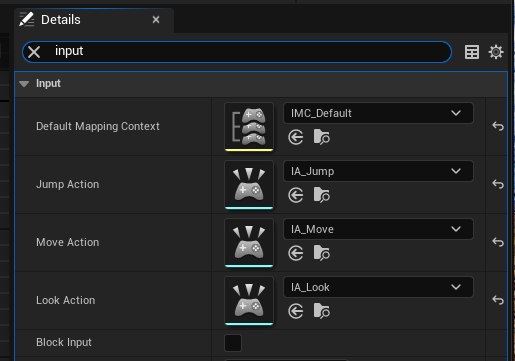 Details
input
Input
Default Mapping Context
IMC_Default
Jump Action
IA_Jump
Move Action
IA_Move
Look Action
IA_Look
Block Input